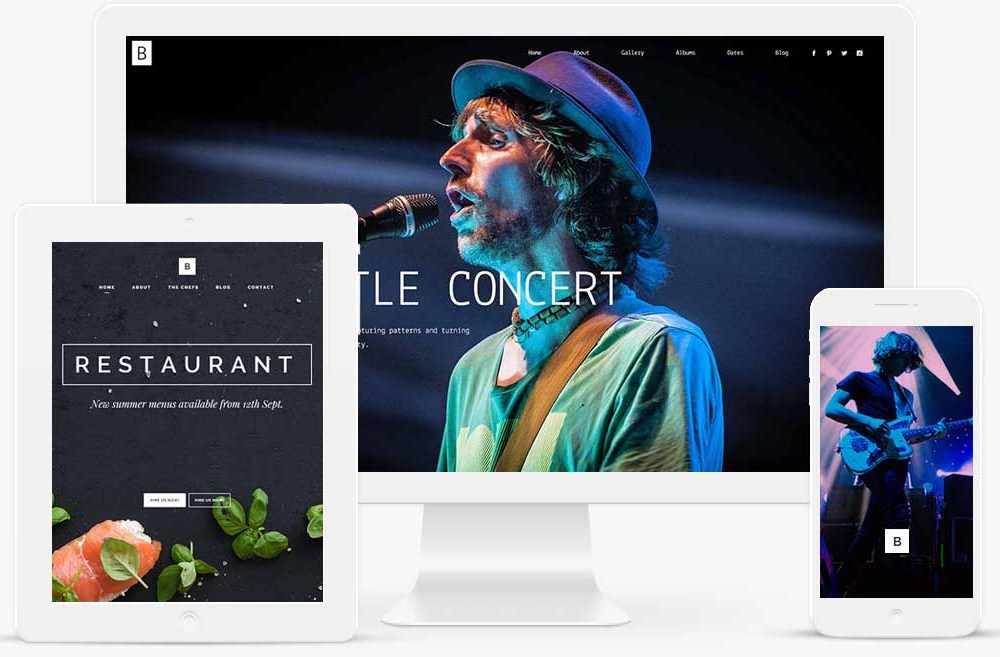 B
Home About Gallery Albums Dates Blog
TLE CONCERT
turing patterns and turning
ty.
B
HOME ABOUT THE CHEFS BLOG CONTACT
RESTAURANT
New summer menus available from 12th Sept.
HIRE US NOW! HIRE US NOW!
B